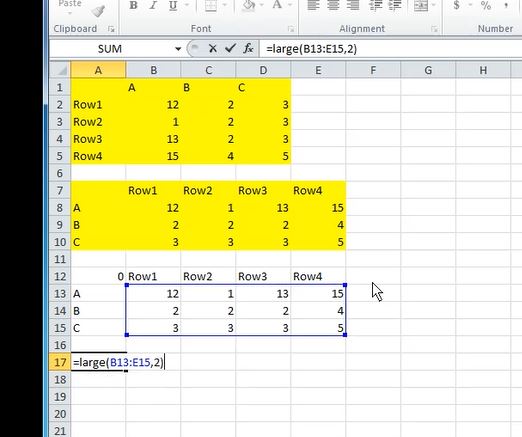 Paste B I U $ % ,
Clipboard Font Alignment Number
SUM fx =large(B13:E15,2)
A B C D E F G H
1 A B C
2 Row1 12 2 3
3 Row2 1 2 3
4 Row3 13 2 3
5 Row4 15 4 5
6
7 Row1 Row2 Row3 Row4
8 A 12 1 13 15
9 B 2 2 2 4
10 C 3 3 3 5
11
12 0 Row1 Row2 Row3 Row4
13 A 12 1 13 15
14 B 2 2 2 4
15 C 3 3 3 5
16
17 =large(B13:E15,2)
18
19
20
21